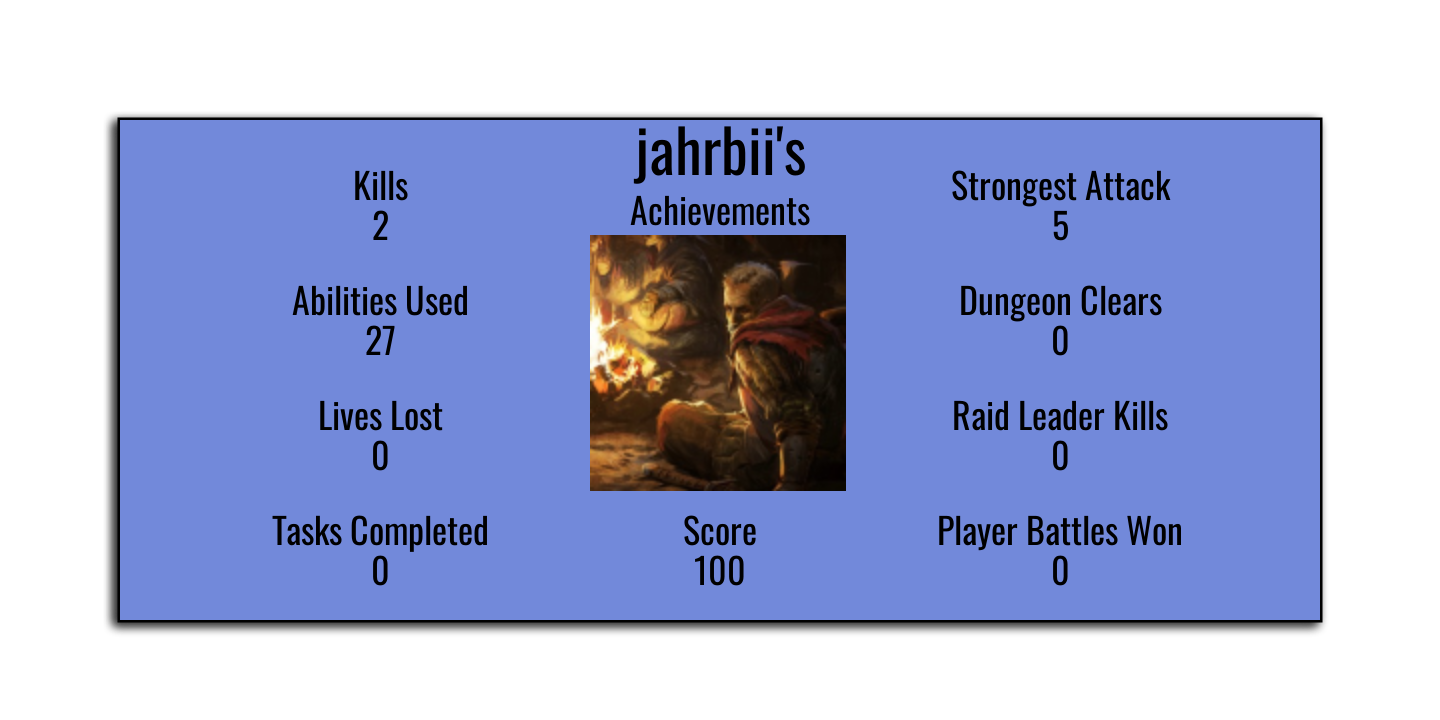 jahrbii's
Achievements
Kills
2
Abilities Used
27
Lives Lost
0
Tasks Completed
0
Score
100
Strongest Attack
5
Dungeon Clears
0
Raid Leader Kills
0
Player Battles Won
0